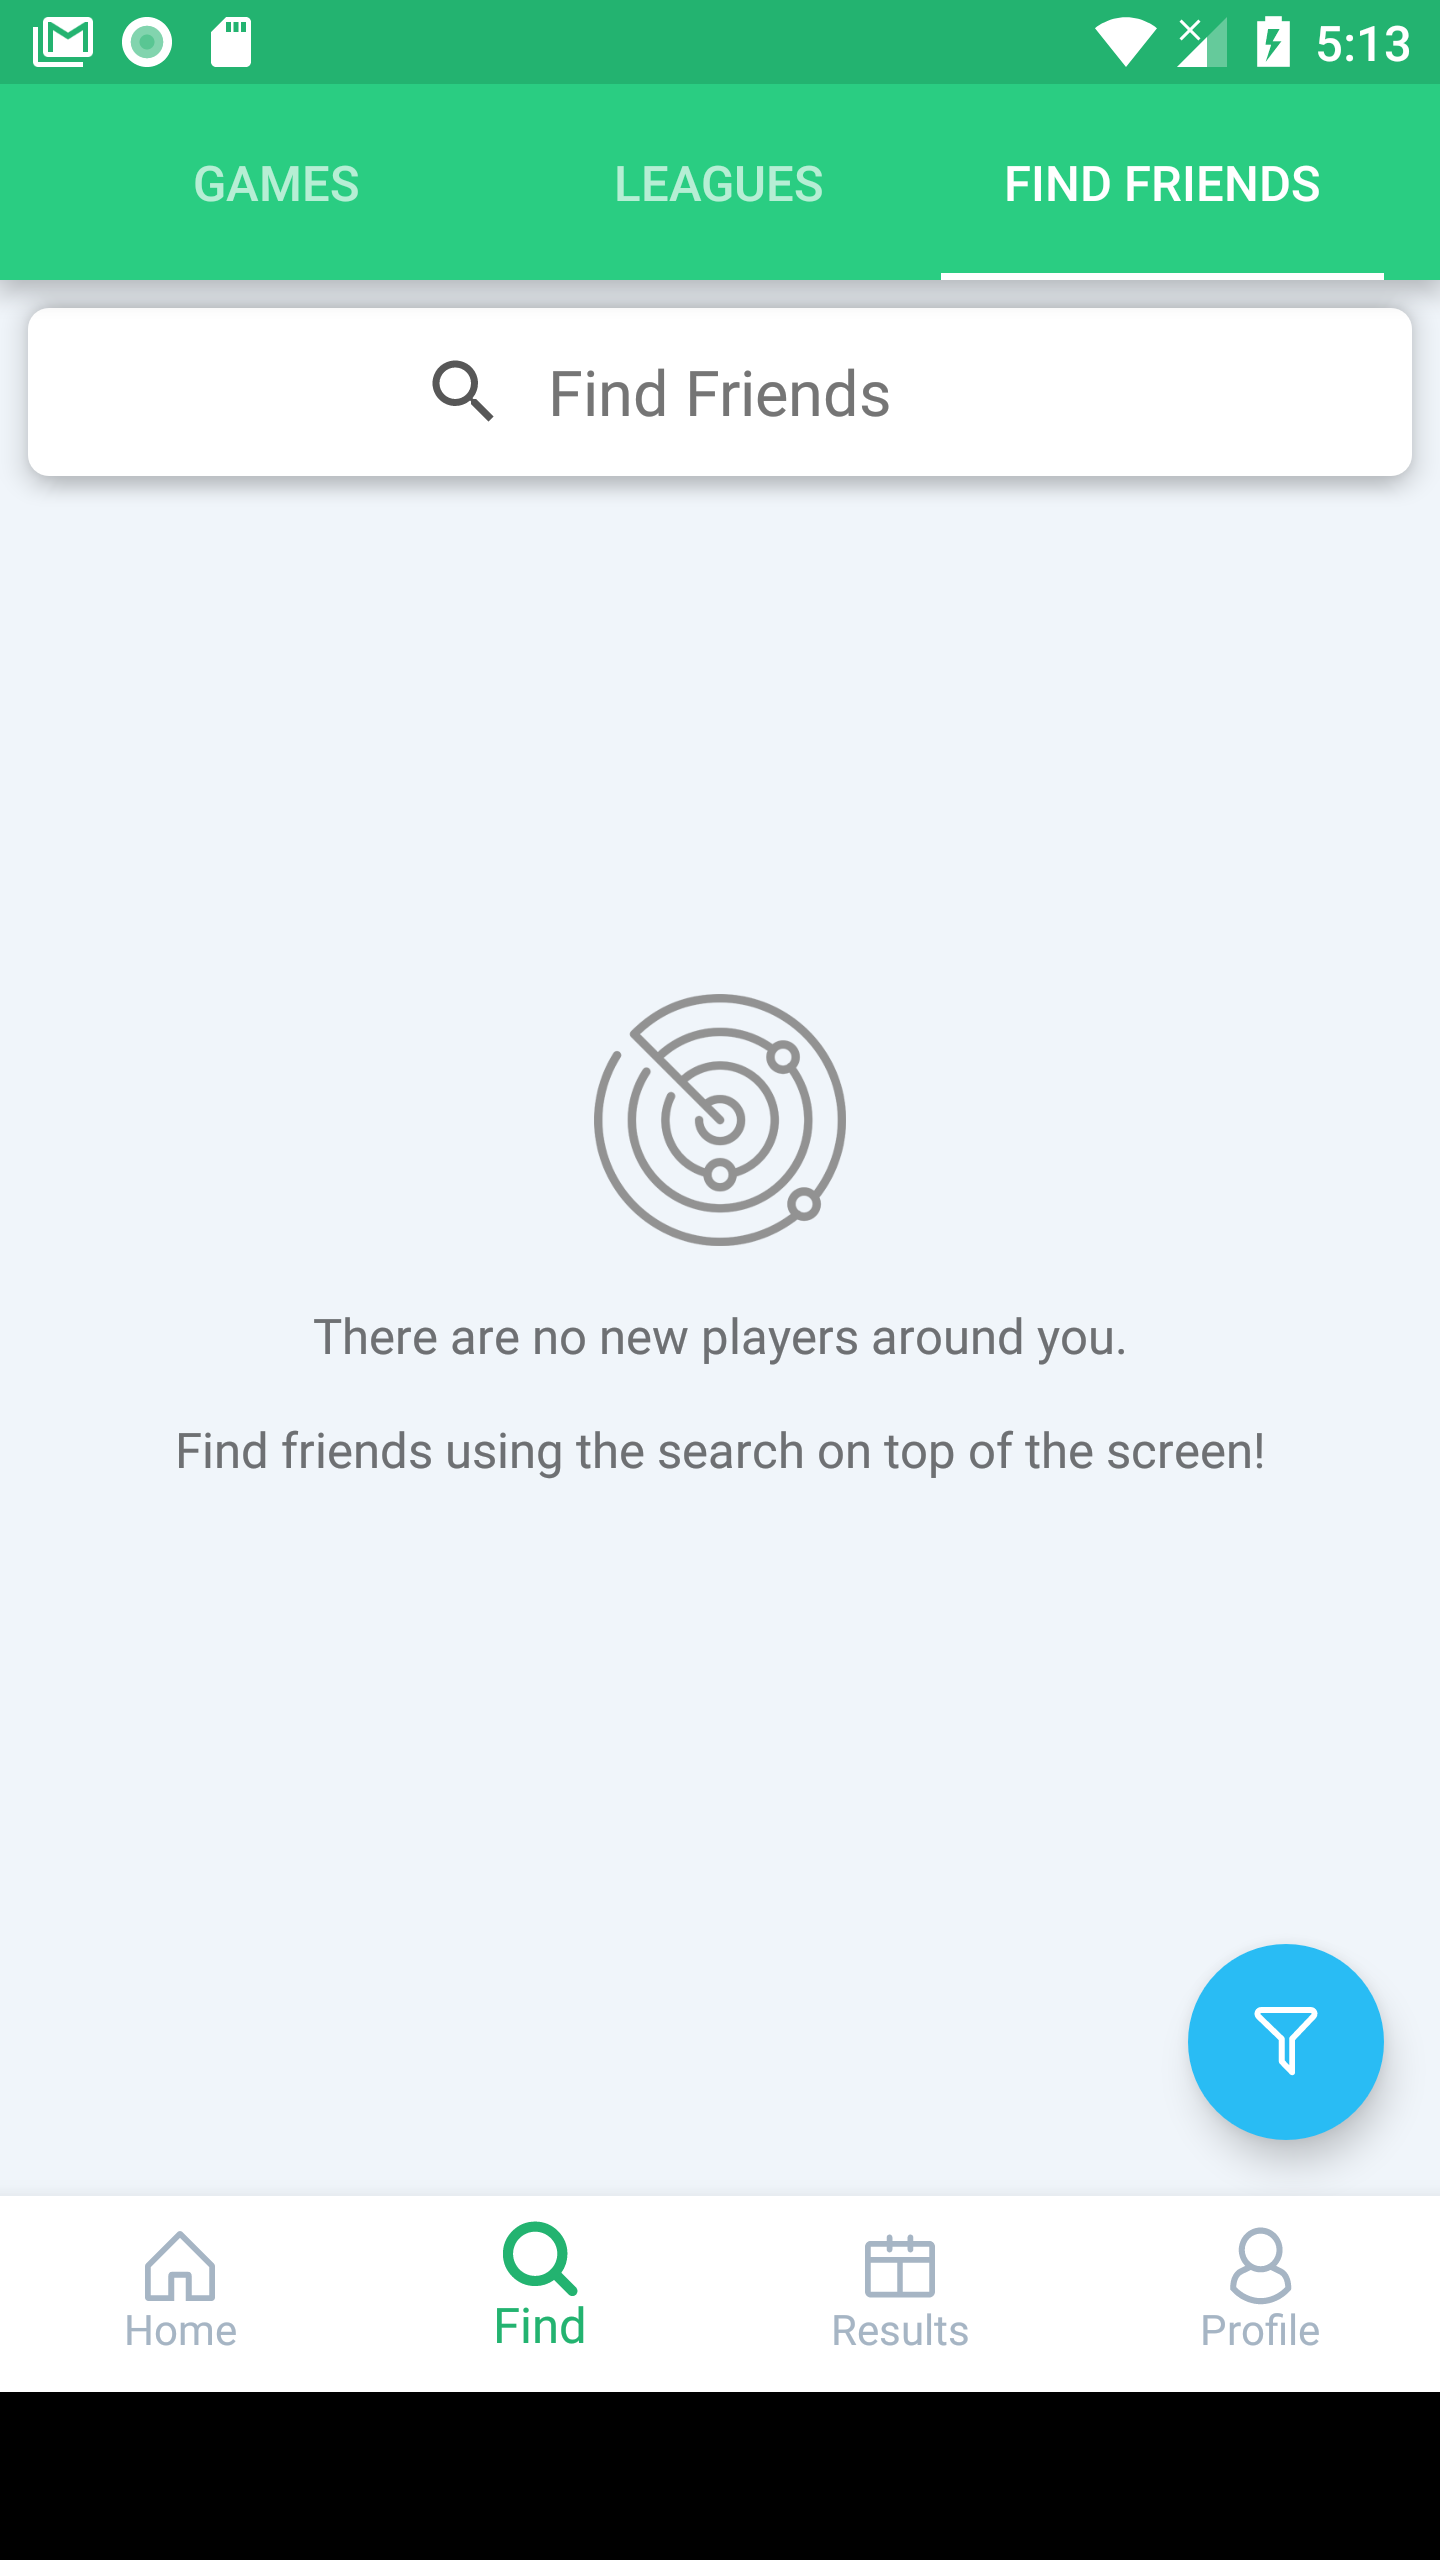 5:13
GAMES LEAGUES FIND FRIENDS
Find Friends
There are no new players around you.
Find friends using the search on top of the screen!
Home Find Results Profile